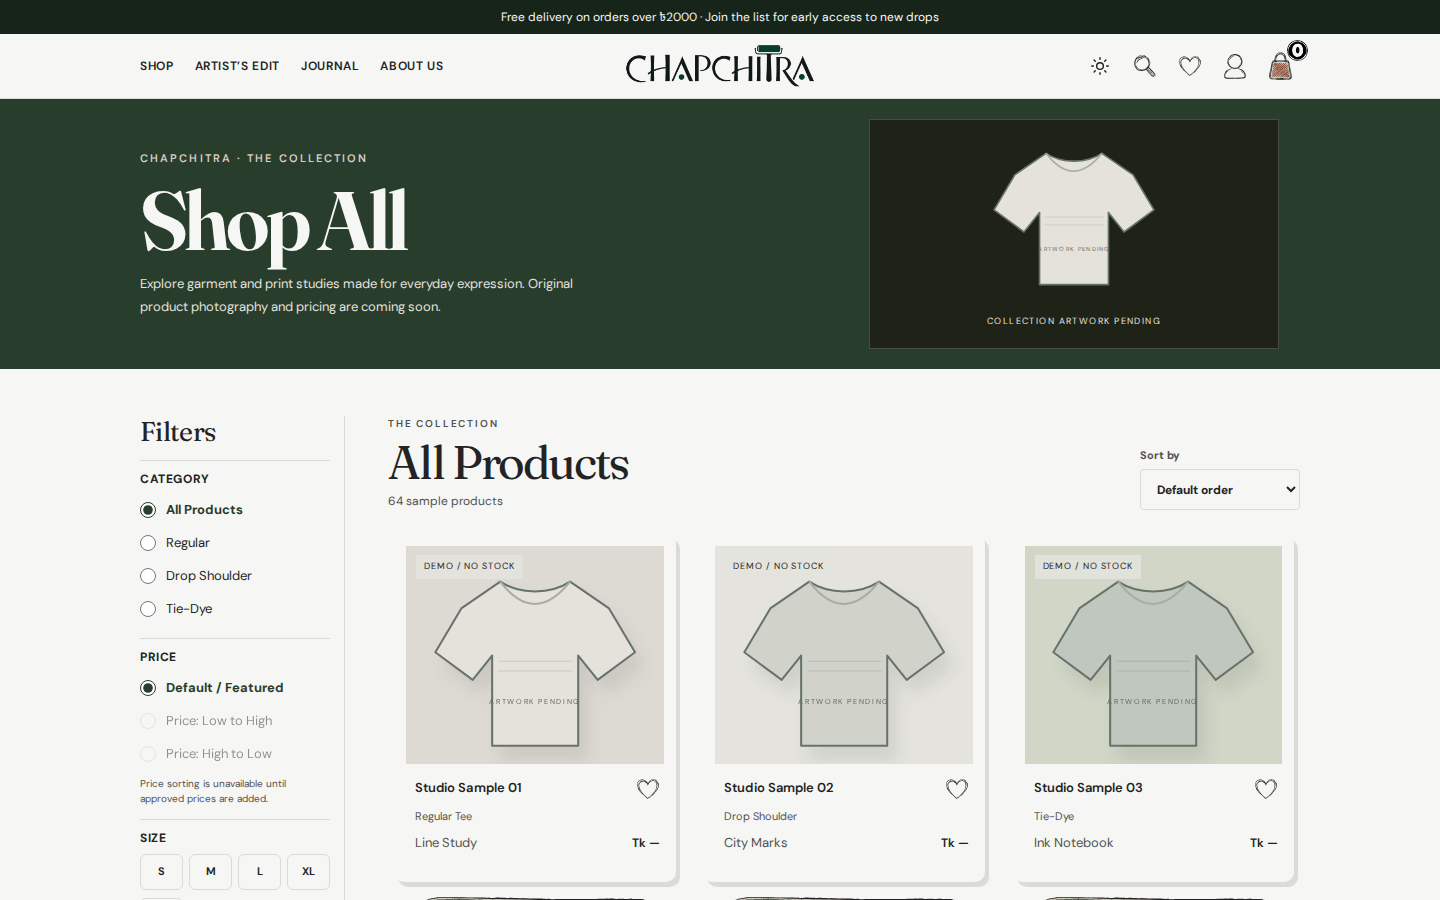 Free delivery on orders over ৳2000 · Join the list for early access to new drops
SHOP ARTIST'S EDIT JOURNAL ABOUT US
CHAPCHITRA
0
CHAPCHITRA · THE COLLECTION
Shop All
Explore garment and print studies made for everyday expression. Original
product photography and pricing are coming soon.
ARTWORK PENDING
COLLECTION ARTWORK PENDING
Filters
CATEGORY
All Products
Regular
Drop Shoulder
Tie-Dye
PRICE
Default / Featured
Price: Low to High
Price: High to Low
Price sorting is unavailable until
approved prices are added.
SIZE
S M L XL
THE COLLECTION
All Products
64 sample products
Sort by
Default order
DEMO / NO STOCK
ARTWORK PENDING
Studio Sample 01
Regular Tee
Line Study Tk —
DEMO / NO STOCK
ARTWORK PENDING
Studio Sample 02
Drop Shoulder
City Marks Tk —
DEMO / NO STOCK
ARTWORK PENDING
Studio Sample 03
Tie-Dye
Ink Notebook Tk —